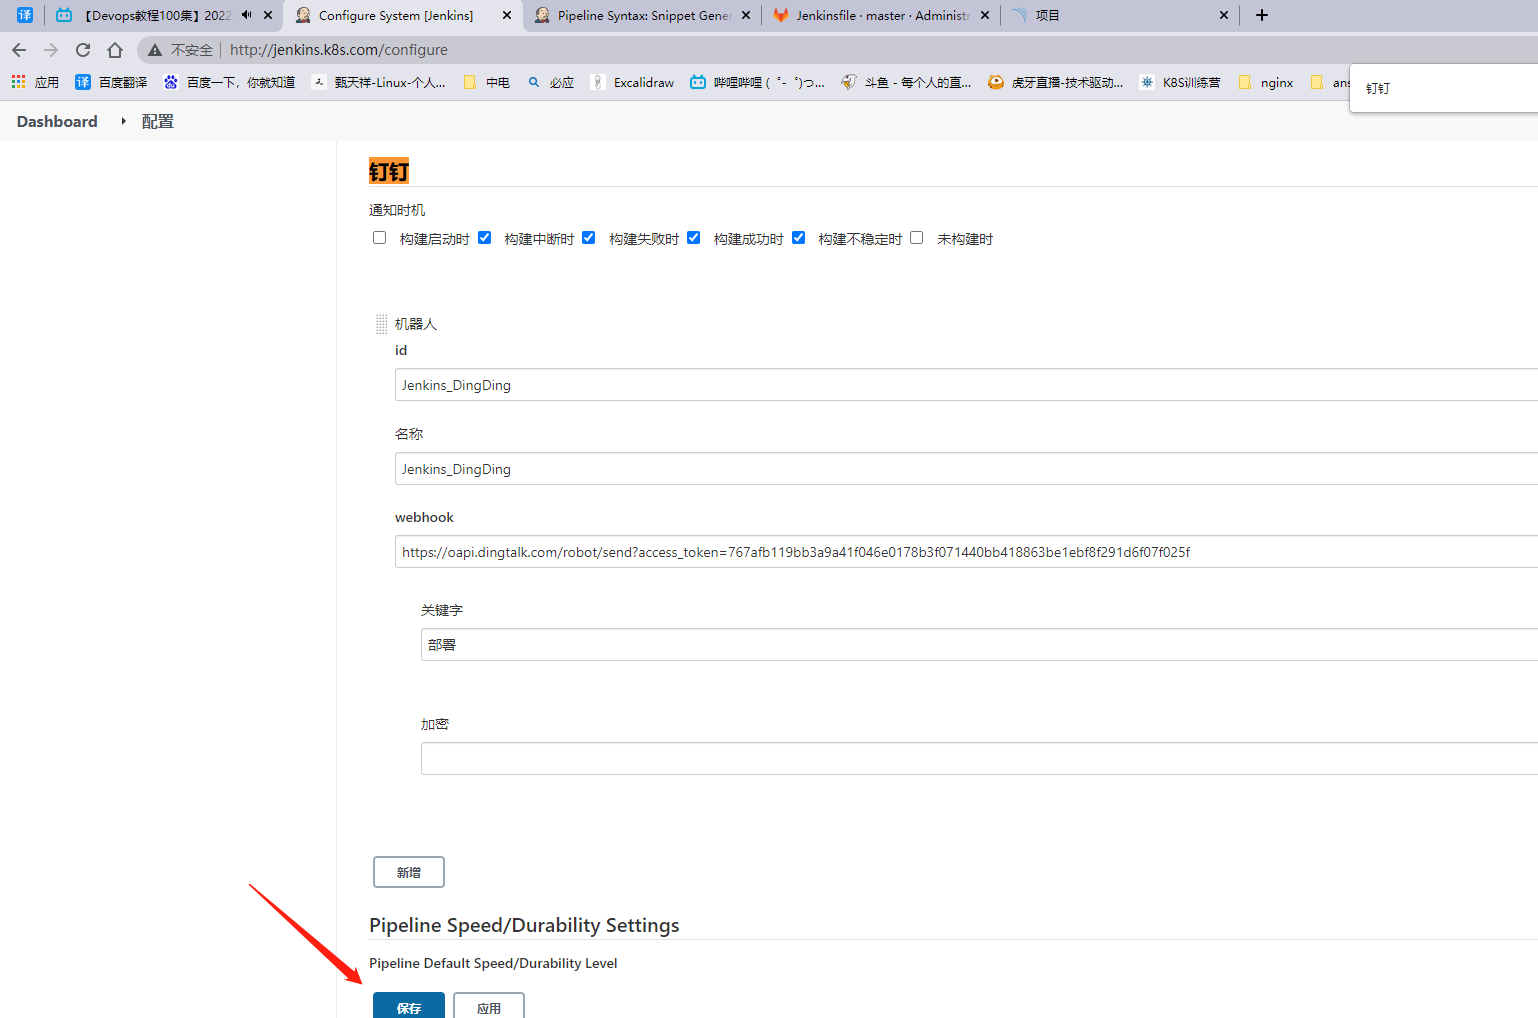 译
【Devops教程100集】2022
Configure System [Jenkins]
Pipeline Syntax: Snippet Gener
Jenkinsfile · master · Administr
项目
不安全 | http://jenkins.k8s.com/configure
应用
译 百度翻译
百度一下，你就知道
甄天祥-Linux-个人...
中电
必应
Excalidraw
哔哩哔哩 ( ゜- ゜)つ...
斗鱼 - 每个人的直...
虎牙直播-技术驱动...
K8S训练营
nginx
ans
钉钉
Dashboard
配置
钉钉
通知时机
构建启动时 构建中断时 构建失败时 构建成功时 构建不稳定时 未构建时
机器人
id
Jenkins_DingDing
名称
Jenkins_DingDing
webhook
https://oapi.dingtalk.com/robot/send?access_token=767afb119bb3a9a41f046e0178b3f071440bb418863be1ebf8f291d6f07f025f
关键字
部署
加密
新增
Pipeline Speed/Durability Settings
Pipeline Default Speed/Durability Level
保存 应用